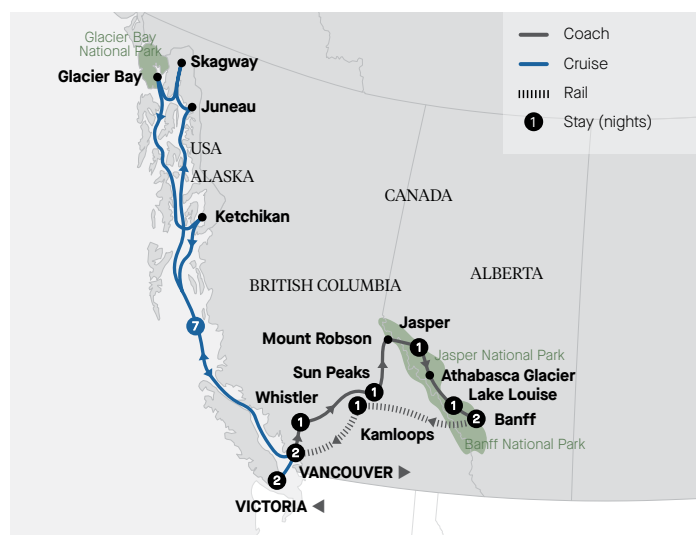 Glacier Bay
National Park
Glacier Bay
Skagway
Juneau
USA
ALASKA
Ketchikan
Coach
Cruise
Rail
1 Stay (nights)
CANADA
BRITISH COLUMBIA
ALBERTA
7
Mount Robson
Jasper
1
Jasper National Park
Sun Peaks
1
Athabasca Glacier
Lake Louise
1
Whistler
1
1
Kamloops
2
Banff
Banff National Park
2
VANCOUVER
2
VICTORIA